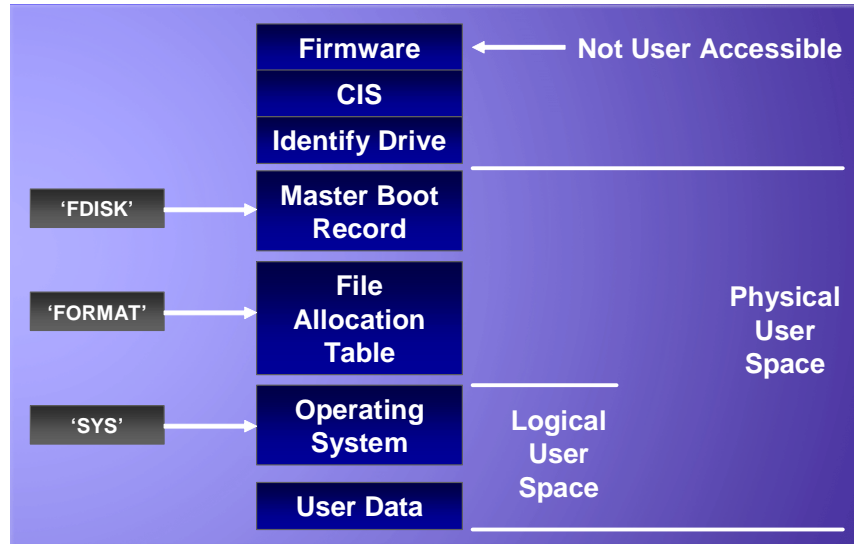 Firmware
Not User Accessible
CIS
Identify Drive
‘FDISK’
Master Boot
Record
‘FORMAT’
File
Allocation
Table
Physical
User
Space
‘SYS’
Operating
System
Logical
User
Space
User Data